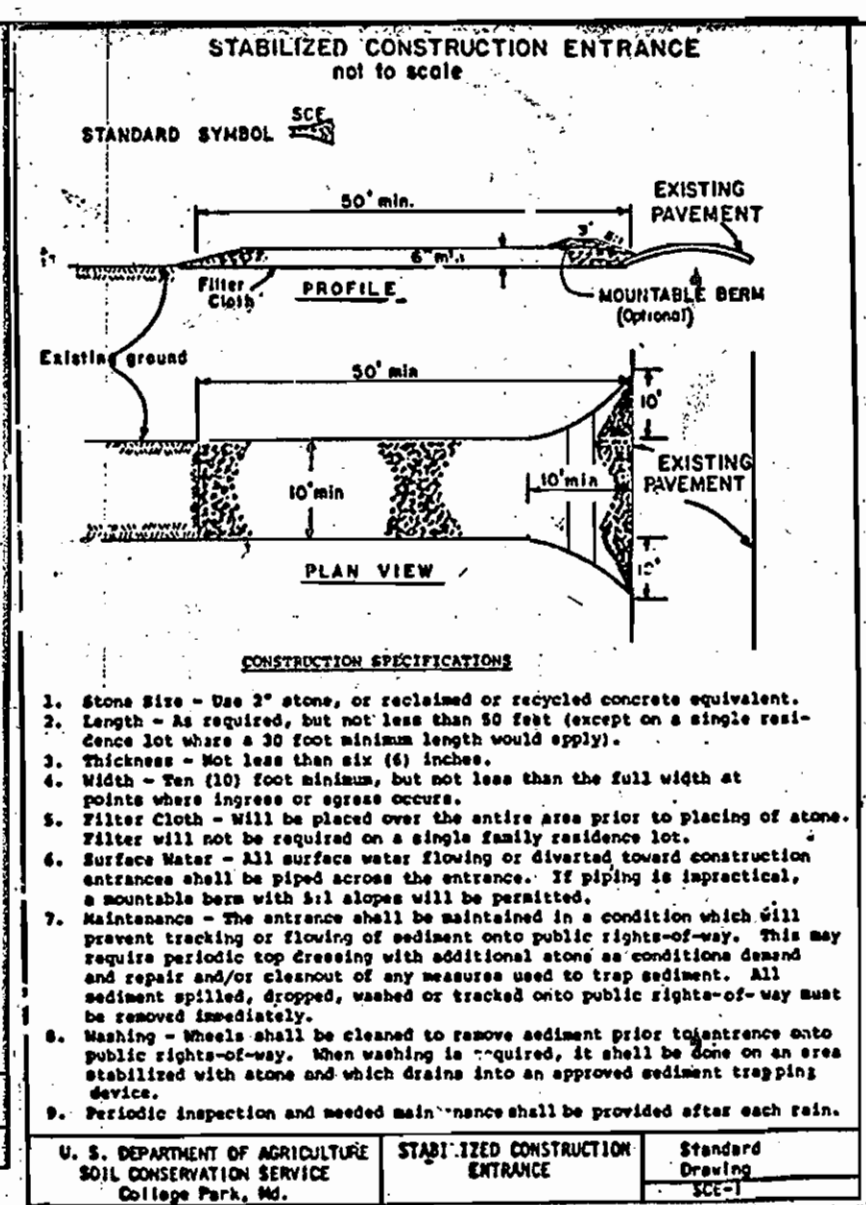 STABILIZED CONSTRUCTION ENTRANCE
not to scale
STANDARD SYMBOL
SCE
50' min.
EXISTING
PAVEMENT
3'
5:1
6" min
Filter
Cloth
PROFILE
MOUNTABLE BERM
(Optional)
Existing ground
50' min
10'
10' min
10' min
EXISTING
PAVEMENT
10'
PLAN VIEW
CONSTRUCTION SPECIFICATIONS
1. Stone Size - Use 2" stone, or reclaimed or recycled concrete equivalent.
2. Length - As required, but not less than 50 feet (except on a single resi-
dence lot where a 30 foot minimum length would apply).
3. Thickness - Not less than six (6) inches.
4. Width - Ten (10) foot minimum, but not less than the full width at
points where ingress or egress occurs.
5. Filter Cloth - Will be placed over the entire area prior to placing of stone.
Filter will not be required on a single family residence lot.
6. Surface Water - All surface water flowing or diverted toward construction
entrances shall be piped across the entrance. If piping is impractical,
a mountable berm with 5:1 slopes will be permitted.
7. Maintenance - The entrance shall be maintained in a condition which will
prevent tracking or flowing of sediment onto public rights-of-way. This may
require periodic top dressing with additional stone as conditions demand
and repair and/or cleanout of any measures used to trap sediment. All
sediment spilled, dropped, washed or tracked onto public rights-of-way must
be removed immediately.
8. Washing - Wheels shall be cleaned to remove sediment prior to entrance onto
public rights-of-way. When washing is required, it shall be done on an area
stabilized with stone and which drains into an approved sediment trapping
device.
9. Periodic inspection and needed maintenance shall be provided after each rain.
U. S. DEPARTMENT OF AGRICULTURE
SOIL CONSERVATION SERVICE
College Park, Md.
STABILIZED CONSTRUCTION
ENTRANCE
Standard
Drawing
SCE-1